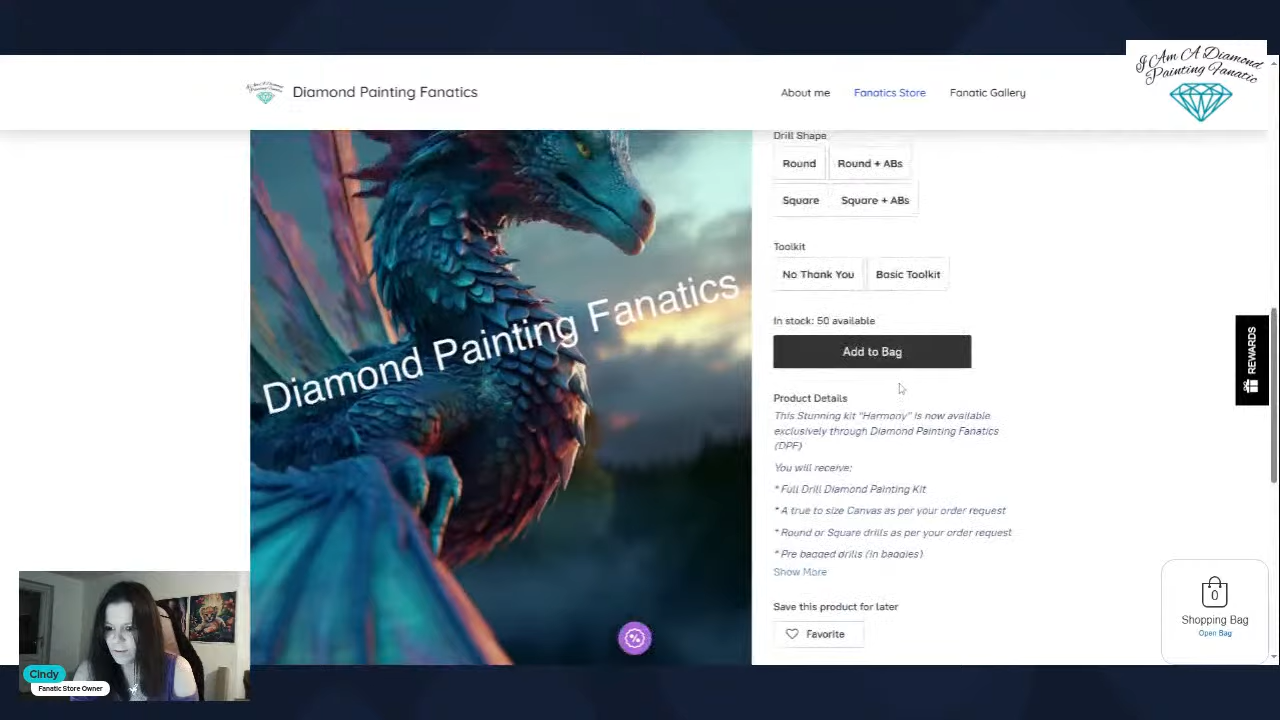 I Am A Diamond
Painting Fanatic
Diamond Painting Fanatics
About me
Fanatics Store
Fanatic Gallery
Diamond Painting Fanatics
Drill Shape
Round
Round + ABs
Square
Square + ABs
Toolkit
No Thank You
Basic Toolkit
In stock: 50 available
Add to Bag
Product Details
This Stunning kit "Harmony" is now available
exclusively through Diamond Painting Fanatics
(DPF)
You will receive:
* Full Drill Diamond Painting Kit
* A true to size Canvas as per your order request
* Round or Square drills as per your order request
* Pre bagged drills (in baggies)
Show More
Save this product for later
Favorite
REWARDS
0
Shopping Bag
Open Bag
Cindy
Fanatic Store Owner